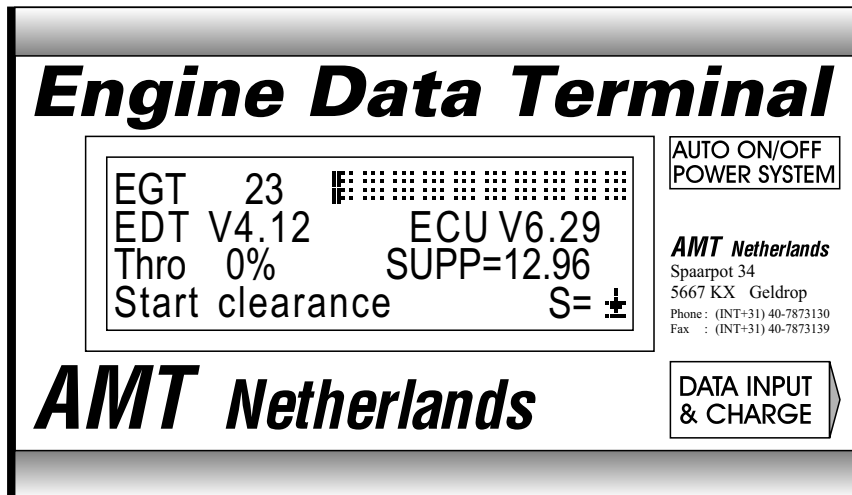 Engine Data Terminal
EGT 23
EDT V4.12 ECU V6.29
Thro 0% SUPP=12.96
Start clearance S= ±
AUTO ON/OFF
POWER SYSTEM
AMT Netherlands
Spaarpot 34
5667 KX Geldrop
Phone : (INT+31) 40-7873130
Fax : (INT+31) 40-7873139
AMT Netherlands
DATA INPUT
& CHARGE